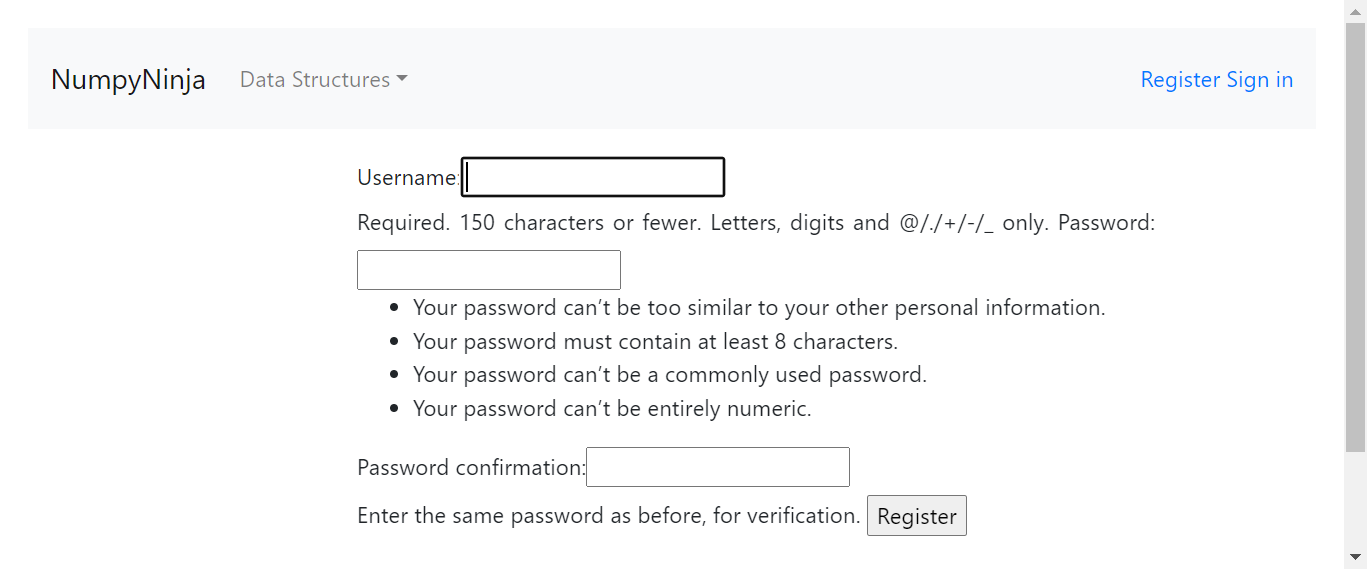 NumpyNinja Data Structures Register Sign in
Username:
Required. 150 characters or fewer. Letters, digits and @/./+/-/_ only. Password:
Your password can’t be too similar to your other personal information.
Your password must contain at least 8 characters.
Your password can’t be a commonly used password.
Your password can’t be entirely numeric.
Password confirmation:
Enter the same password as before, for verification. Register